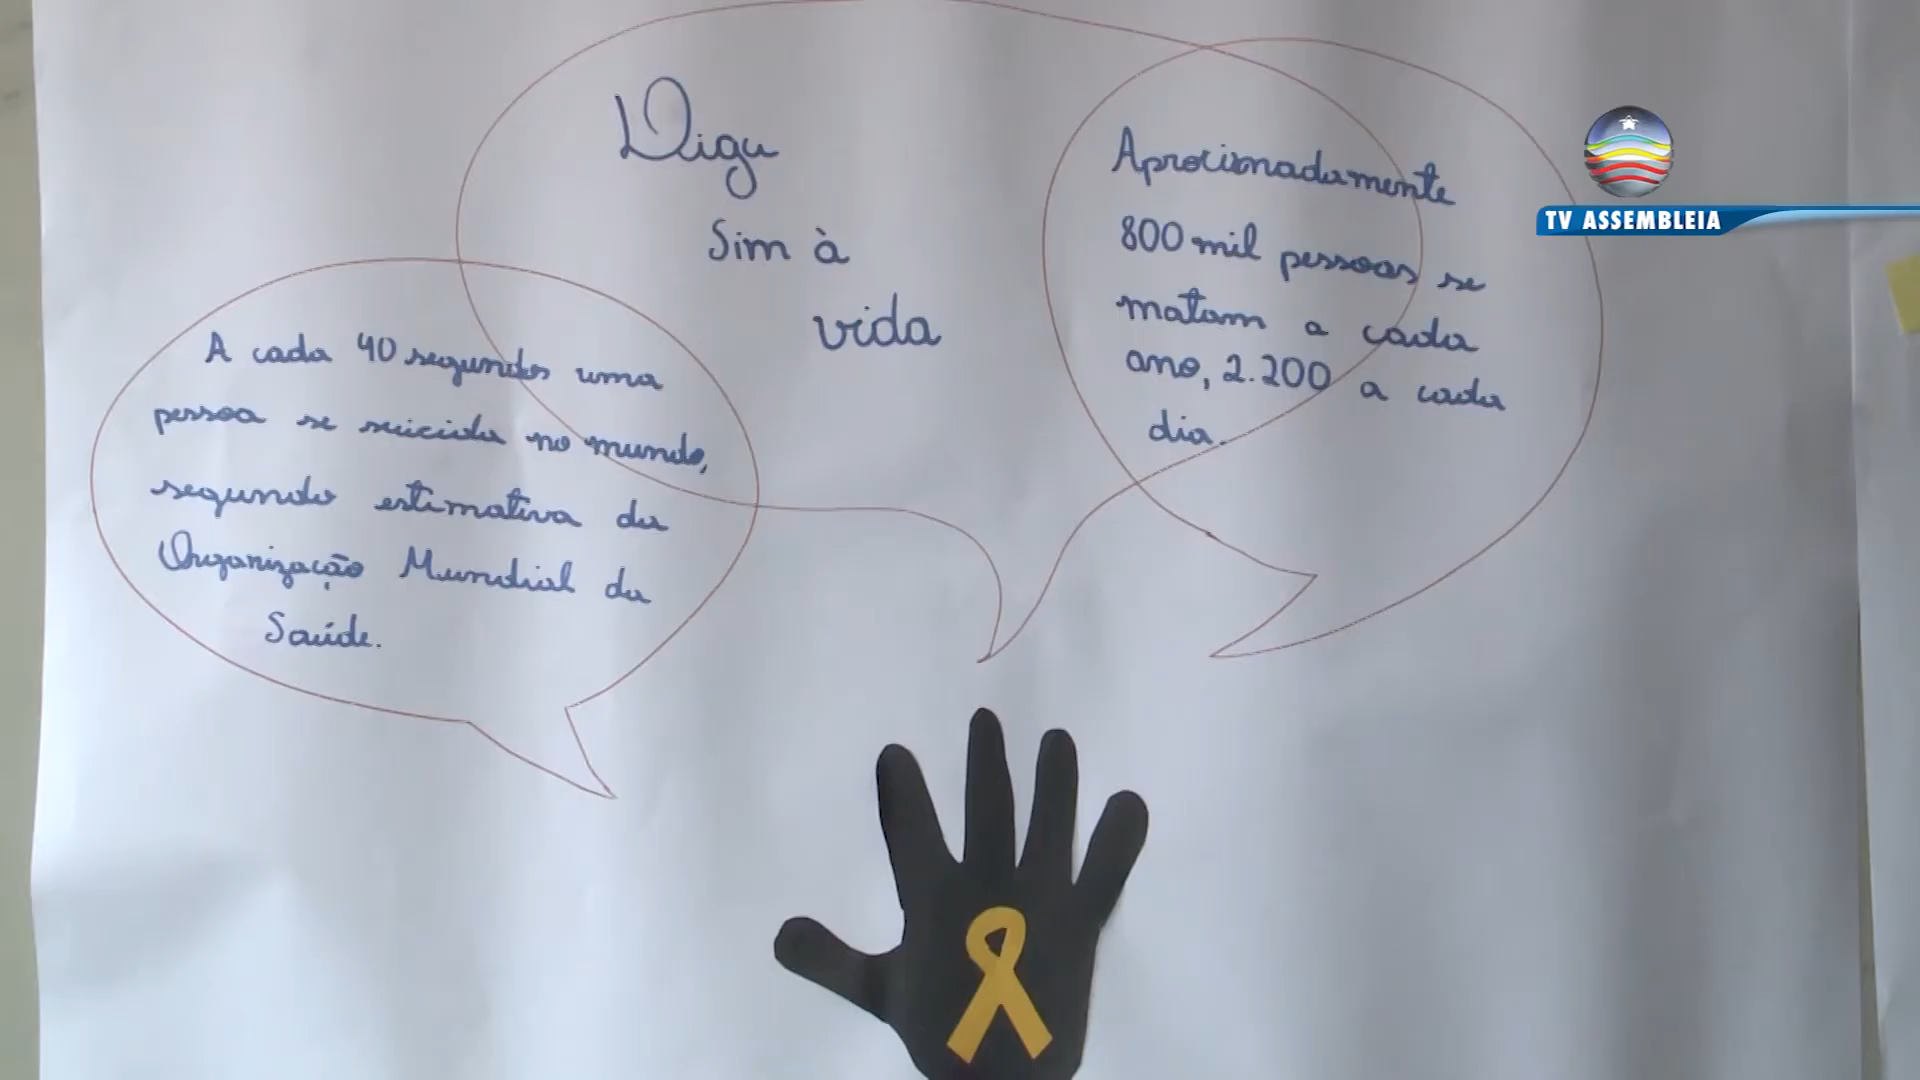 Diga
Sim à
vida
A cada 40 segundos uma
pessoa se suicida no mundo,
segundo estimativa da
Organização Mundial da
Saúde.
Aprocimadamente
800 mil pessoas se
matam a cada
ano, 2.200 a cada
dia.
TV ASSEMBLEIA